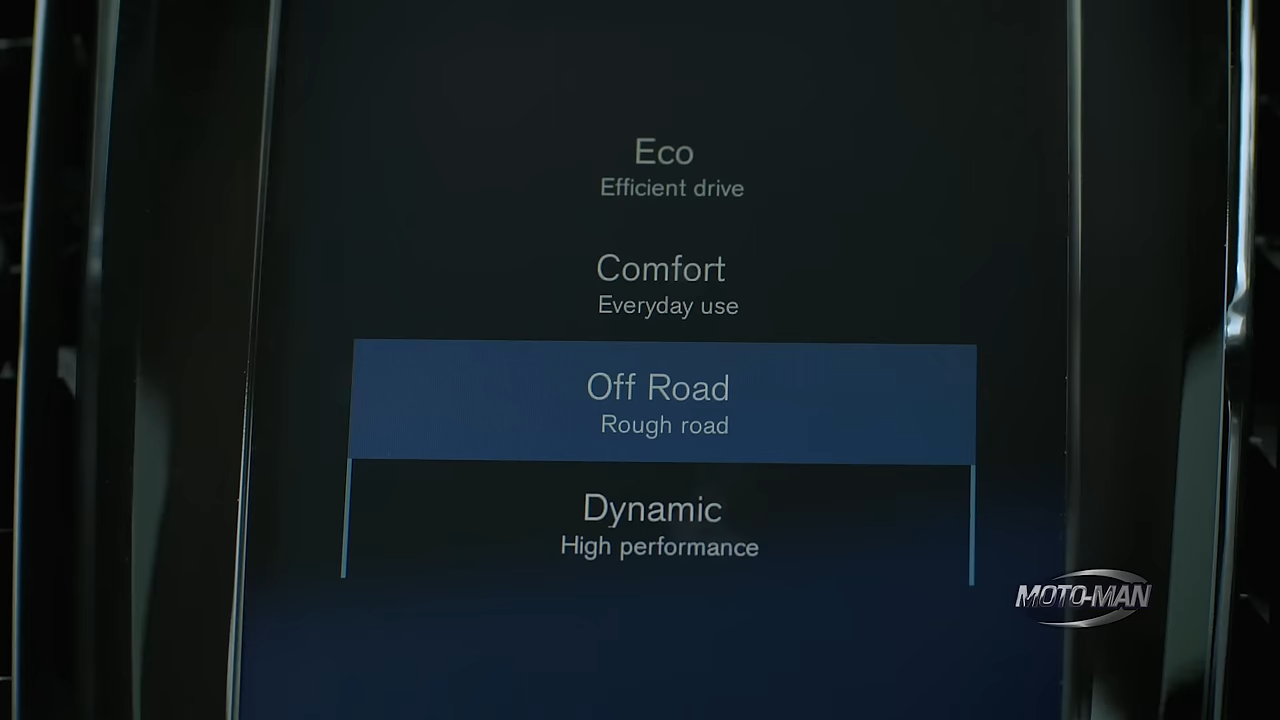 Eco
Efficient drive
Comfort
Everyday use
Off Road
Rough road
Dynamic
High performance
MOTO-MAN